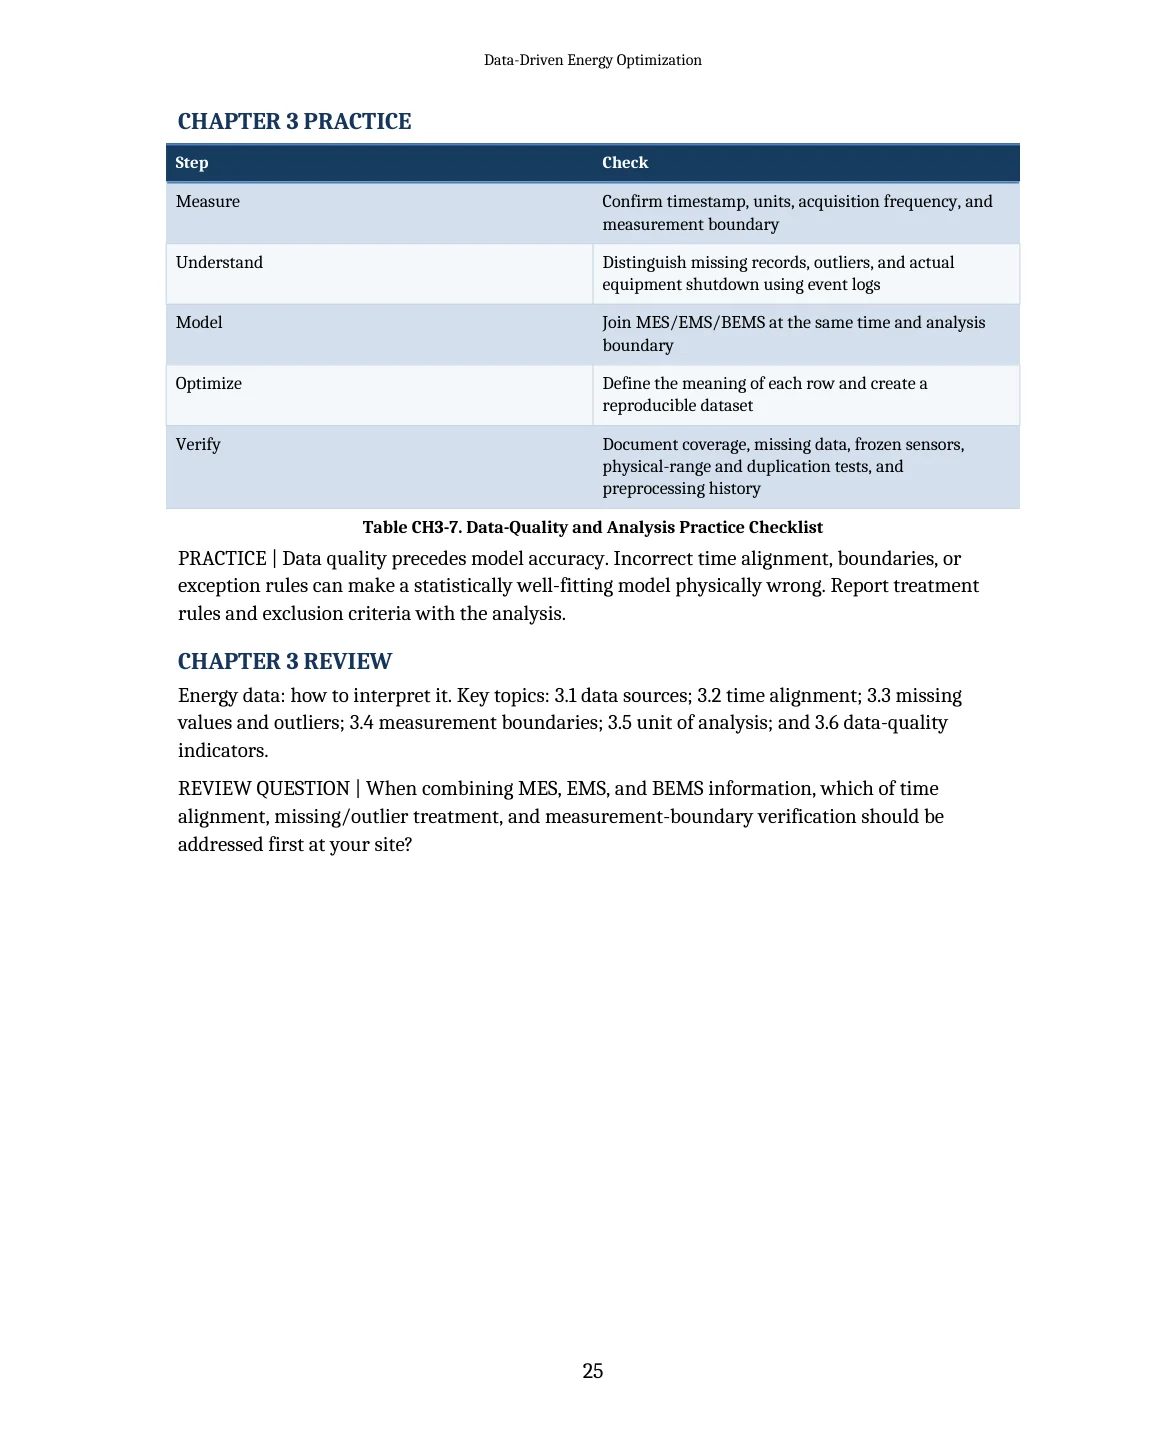 Data-Driven Energy Optimization
CHAPTER 3 PRACTICE
Step Check
Measure Confirm timestamp, units, acquisition frequency, and
measurement boundary
Understand Distinguish missing records, outliers, and actual
equipment shutdown using event logs
Model Join MES/EMS/BEMS at the same time and analysis
boundary
Optimize Define the meaning of each row and create a
reproducible dataset
Verify Document coverage, missing data, frozen sensors,
physical-range and duplication tests, and
preprocessing history
Table CH3-7. Data-Quality and Analysis Practice Checklist
PRACTICE | Data quality precedes model accuracy. Incorrect time alignment, boundaries, or
exception rules can make a statistically well-fitting model physically wrong. Report treatment
rules and exclusion criteria with the analysis.
CHAPTER 3 REVIEW
Energy data: how to interpret it. Key topics: 3.1 data sources; 3.2 time alignment; 3.3 missing
values and outliers; 3.4 measurement boundaries; 3.5 unit of analysis; and 3.6 data-quality
indicators.
REVIEW QUESTION | When combining MES, EMS, and BEMS information, which of time
alignment, missing/outlier treatment, and measurement-boundary verification should be
addressed first at your site?
25